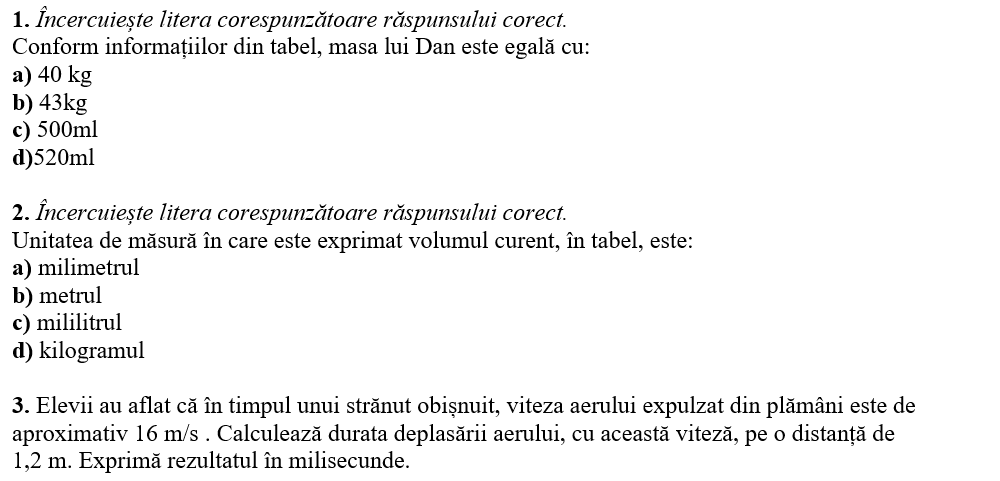 1. Încercuiește litera corespunzătoare răspunsului corect.
Conform informațiilor din tabel, masa lui Dan este egală cu:
a) 40 kg
b) 43kg
c) 500ml
d)520ml
2. Încercuiește litera corespunzătoare răspunsului corect.
Unitatea de măsură în care este exprimat volumul curent, în tabel, este:
a) milimetrul
b) metrul
c) mililitrul
d) kilogramul
3. Elevii au aflat că în timpul unui strănut obișnuit, viteza aerului expulzat din plămâni este de
aproximativ 16 m/s . Calculează durata deplasării aerului, cu această viteză, pe o distanță de
1,2 m. Exprimă rezultatul în milisecunde.